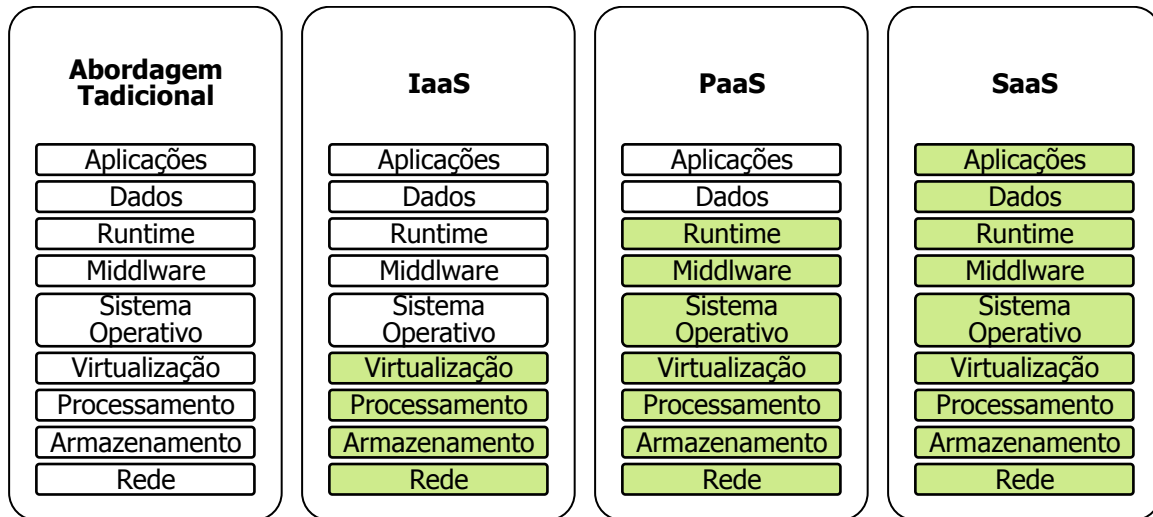 Abordagem
Tadicional
Aplicações
Dados
Runtime
Middlware
Sistema
Operativo
Virtualização
Processamento
Armazenamento
Rede
IaaS
Aplicações
Dados
Runtime
Middlware
Sistema
Operativo
Virtualização
Processamento
Armazenamento
Rede
PaaS
Aplicações
Dados
Runtime
Middlware
Sistema
Operativo
Virtualização
Processamento
Armazenamento
Rede
SaaS
Aplicações
Dados
Runtime
Middlware
Sistema
Operativo
Virtualização
Processamento
Armazenamento
Rede